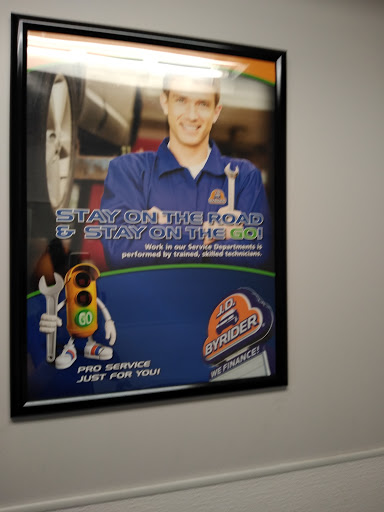 STAY ON THE ROAD
& STAY ON THE GO!
Work in our Service Departments is
performed by trained, skilled technicians.
GO
PRO SERVICE
JUST FOR YOU!
J.D.
BYRIDER
WE FINANCE!